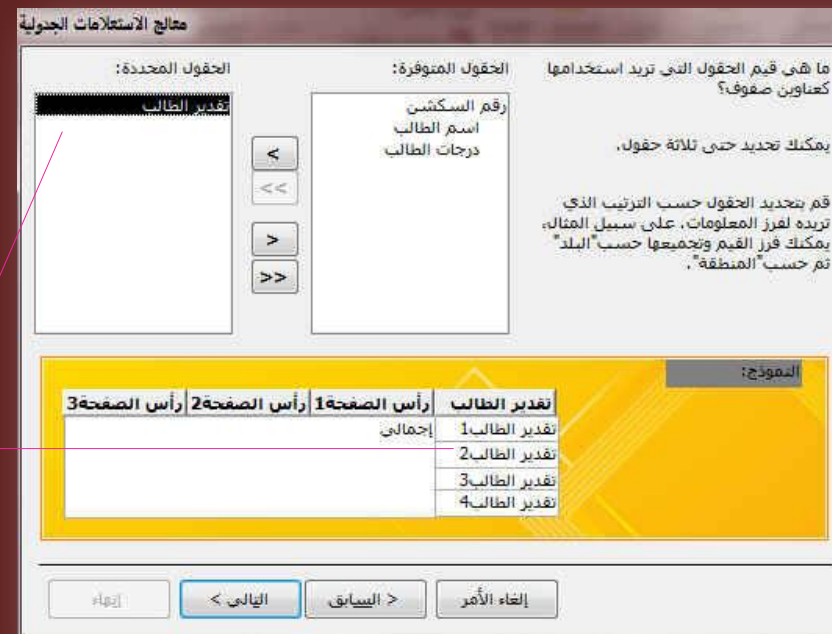 معالج الاستعلامات الجدولية
ما هي قيم الحقول التي تريد استخدامها
كعناوين صفوف؟
يمكنك تحديد حتى ثلاثة حقول.
قم بتحديد الحقول حسب الترتيب الذي
تريده لفرز المعلومات. على سبيل المثال،
يمكنك فرز القيم وتجميعها حسب"البلد"
ثم حسب"المنطقة".
الحقول المتوفرة:
رقم السكشن
اسم الطالب
درجات الطالب
<
<<
>
>>
الحقول المحددة:
تقدير الطالب
النموذج:
تقدير الطالب رأس الصفحة1 رأس الصفحة2 رأس الصفحة3
تقدير الطالب1 إجمالي
تقدير الطالب2
تقدير الطالب3
تقدير الطالب4
إلغاء الأمر
< السابق
التالي >
إنهاء